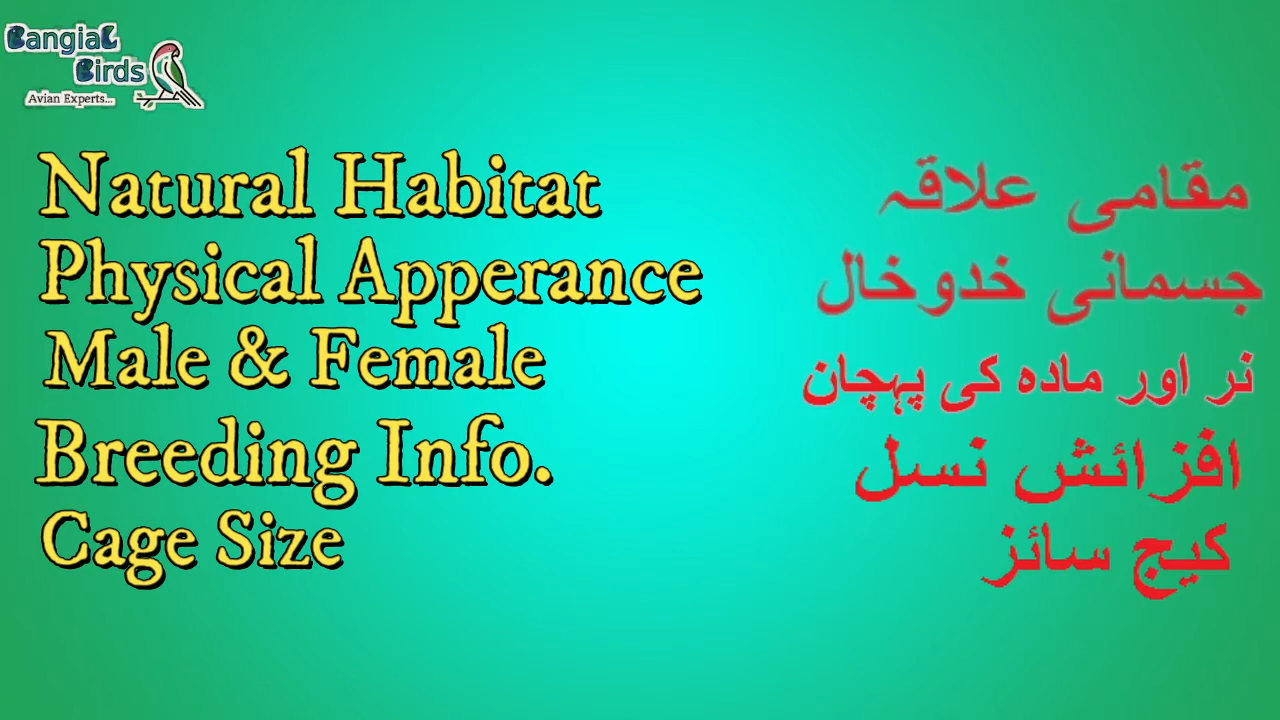 Bangial
Birds
Avian Experts...
Natural Habitat
مقامی علاقہ
Physical Apperance
جسمانی خدوخال
Male & Female
نر اور مادہ کی پہچان
Breeding Info.
افزائش نسل
Cage Size
کیج سائز